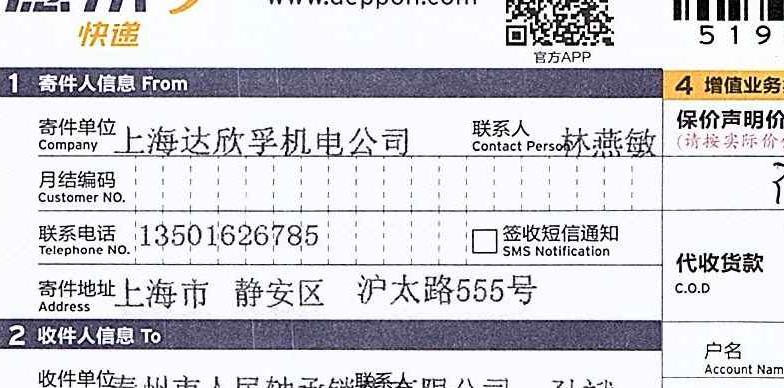 www.deppon.com
快递
官方APP
519
1 寄件人信息 From
4 增值业务
寄件单位 上海达欣孚机电公司 联系人 林燕敏
Company Contact Person
保价声明价
(请按实际价
月结编码
Customer NO.
联系电话 13501626785 签收短信通知
Telephone NO. SMS Notification
代收货款
C.O.D
寄件地址 上海市 静安区 沪太路555号
Address
2 收件人信息 To
户名
Account Name
收件单位 联系人